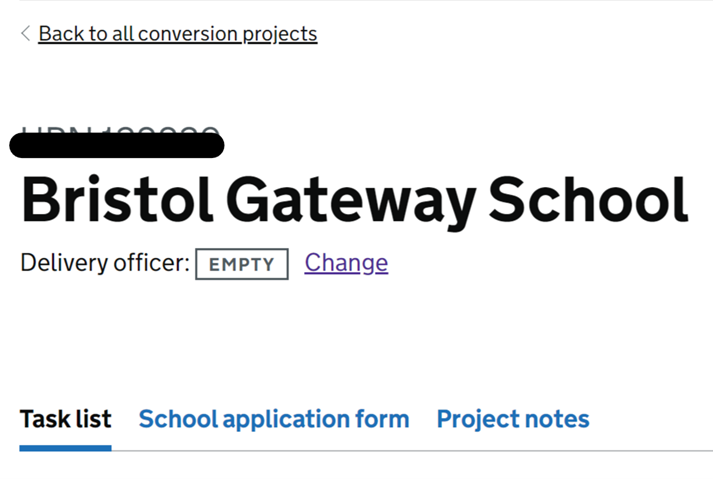 Back to all conversion projects
Bristol Gateway School
Delivery officer: EMPTY Change
Task list School application form Project notes